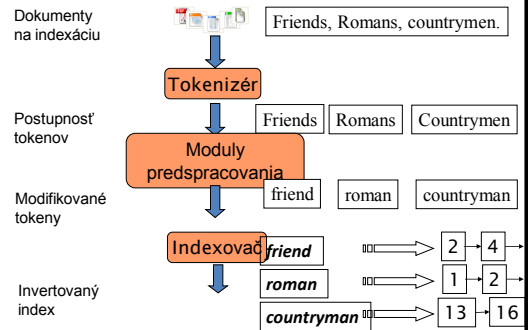 Dokumenty
na indexáciu
Friends, Romans, countrymen.
Tokenizér
Postupnosť
tokenov
Friends Romans Countrymen
Moduly
predspracovania
Modifikované
tokeny
friend roman countryman
Indexovač
friend 2 4
roman 1 2
Invertovaný
index
countryman 13 16